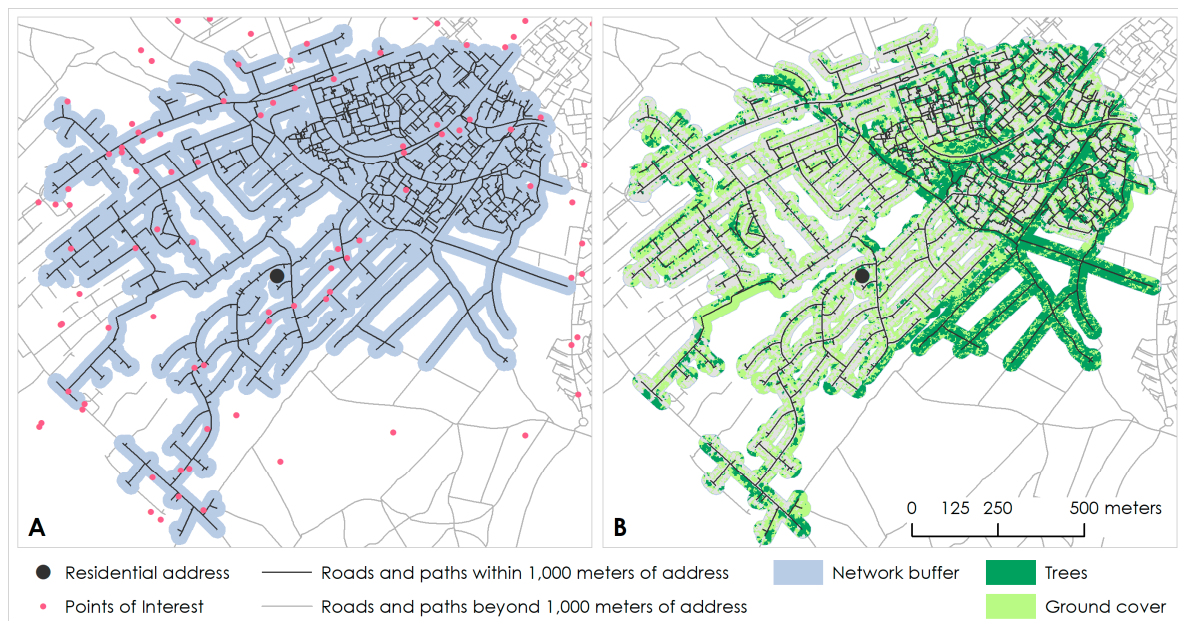 A
B
0 125 250 500 meters
Residential address
Roads and paths within 1,000 meters of address
Network buffer
Trees
Points of Interest
Roads and paths beyond 1,000 meters of address
Ground cover